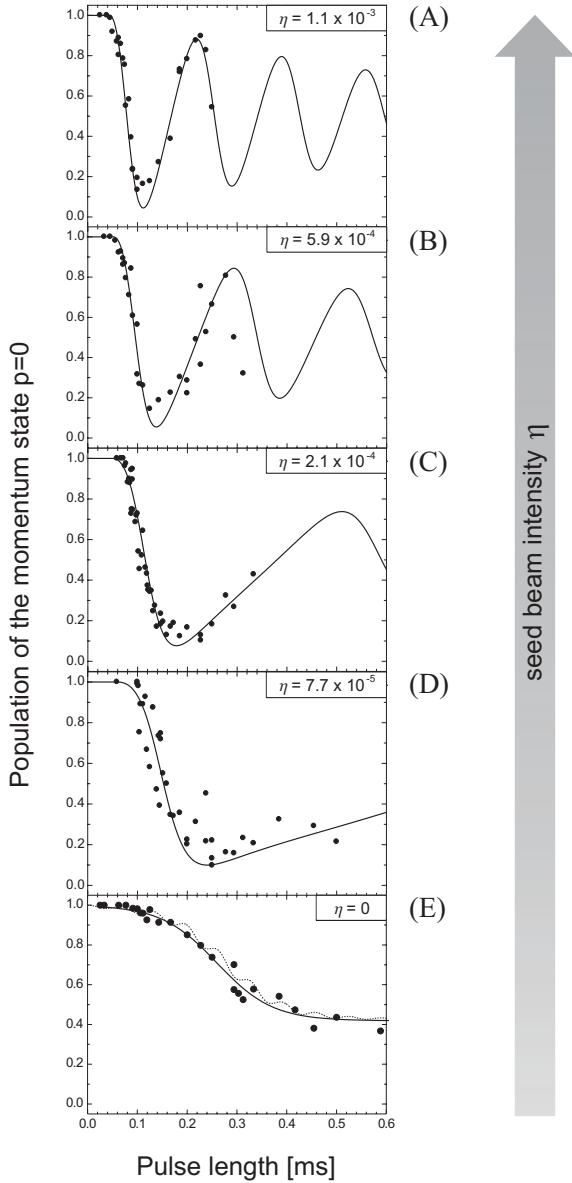 (A)
η = 1.1 x 10⁻³
1.0
0.8
0.6
0.4
0.2
0.0
(B)
η = 5.9 x 10⁻⁴
1.0
0.8
0.6
0.4
0.2
0.0
(C)
η = 2.1 x 10⁻⁴
1.0
0.8
0.6
0.4
0.2
0.0
(D)
η = 7.7 x 10⁻⁵
1.0
0.8
0.6
0.4
0.2
0.0
(E)
η = 0
1.0
0.8
0.6
0.4
0.2
0.0
0.0 0.1 0.2 0.3 0.4 0.5 0.6
Pulse length [ms]
Population of the momentum state p=0
seed beam intensity η